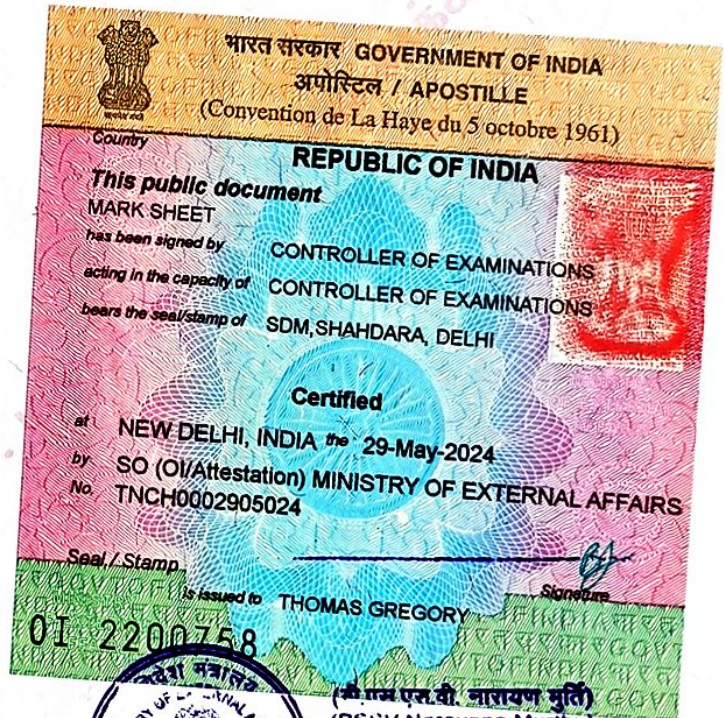 भारत सरकार GOVERNMENT OF INDIA
अपोस्टिल / APOSTILLE
(Convention de La Haye du 5 octobre 1961)
Country
REPUBLIC OF INDIA
This public document
MARK SHEET
has been signed by CONTROLLER OF EXAMINATIONS
acting in the capacity of CONTROLLER OF EXAMINATIONS
bears the seal/stamp of SDM,SHAHDARA, DELHI
Certified
at NEW DELHI, INDIA the 29-May-2024
by SO (OI/Attestation) MINISTRY OF EXTERNAL AFFAIRS
No. TNCH0002905024
Seal / Stamp
Signature
is issued to THOMAS GREGORY
OI 2200758
नारायण मुर्ति)